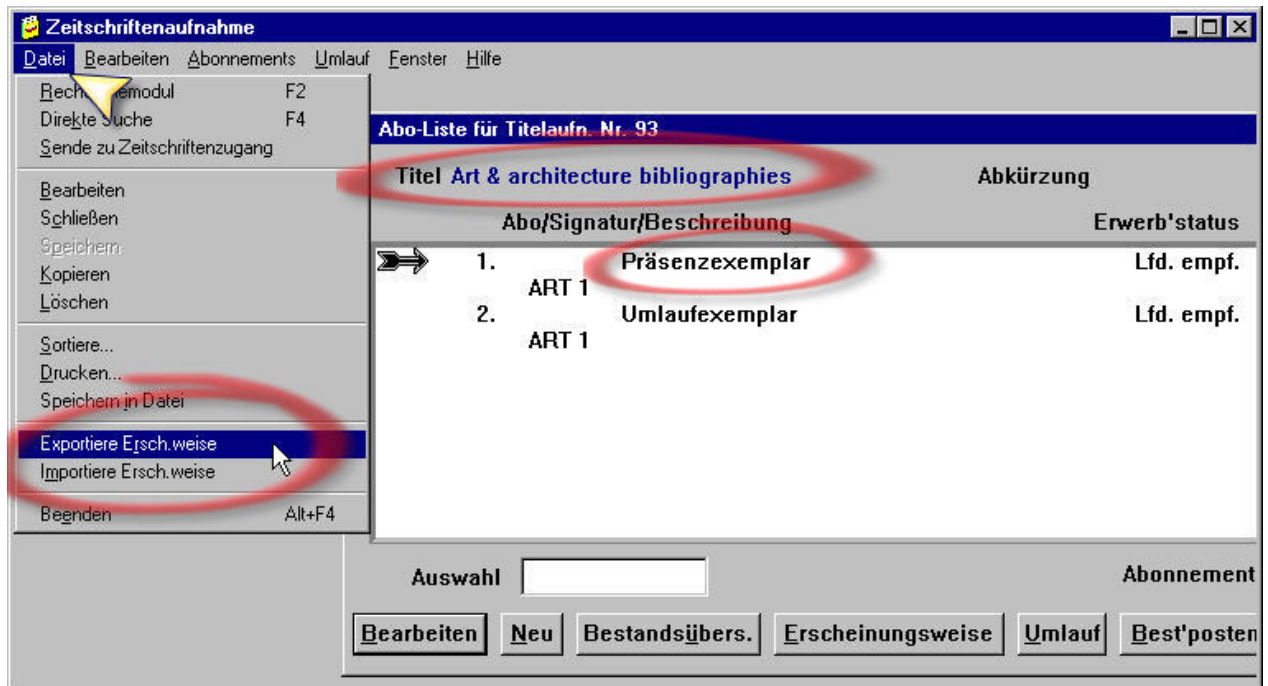 Zeitschriftenaufnahme
Datei Bearbeiten Abonnements Umlauf Fenster Hilfe
F2
Direkte Suche F4
Sende zu Zeitschriftenzugang
Bearbeiten
Schließen
Speichern
Kopieren
Löschen
Sortiere...
Drucken...
Speichern in Datei
Exportiere Ersch.weise
Importiere Ersch.weise
Beenden Alt+F4
Abo-Liste für Titelaufn. Nr. 93
Titel Art & architecture bibliographies Abkürzung
Abo/Signatur/Beschreibung Erwerb'status
1. Präsenzexemplar Lfd. empf.
ART 1
2. Umlaufexemplar Lfd. empf.
ART 1
Auswahl Abonnement
Bearbeiten Neu Bestandsübers. Erscheinungsweise Umlauf Best'posten